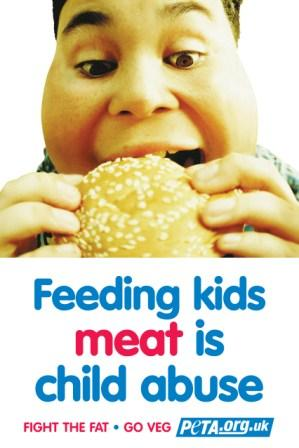 Feeding kids
meat is
child abuse
FIGHT THE FAT • GO VEG PETA.org.uk